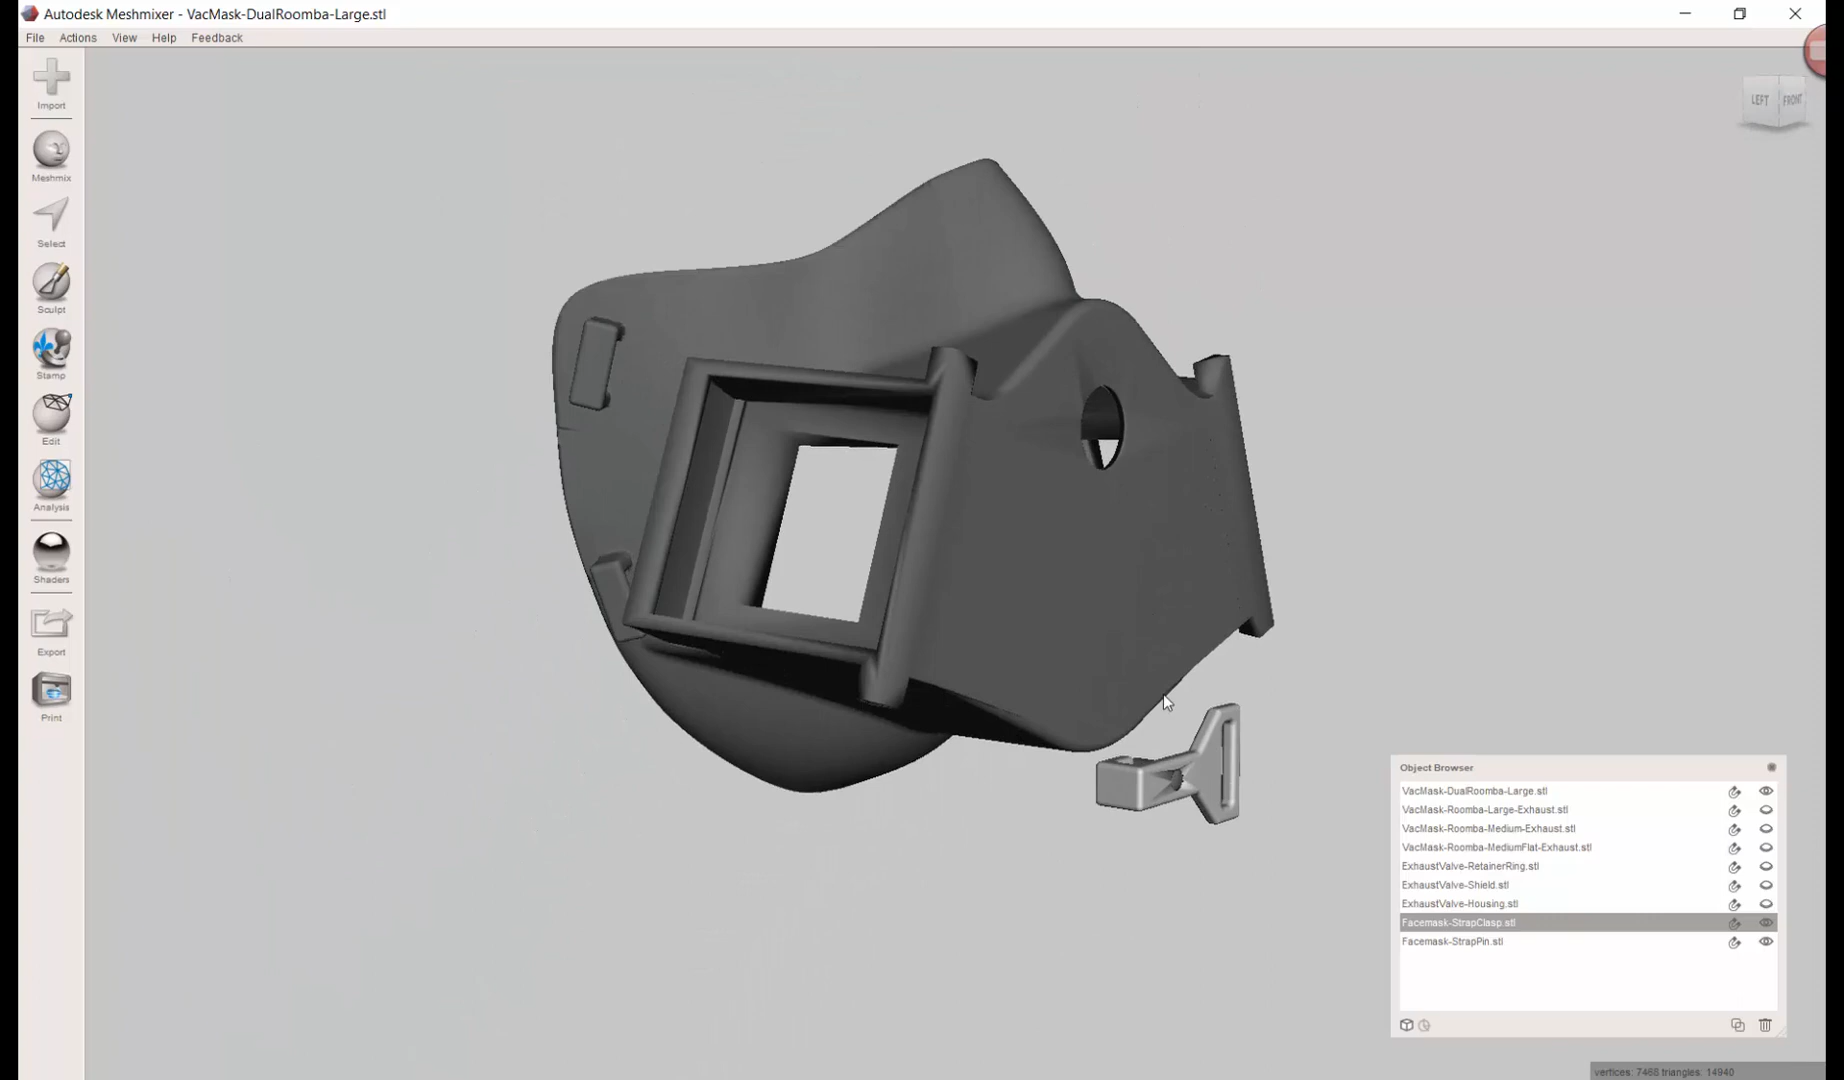 Autodesk Meshmixer - VacMask-DualRoomba-Large.stl
File Actions View Help Feedback
Import
Meshmix
Select
Sculpt
Stamp
Edit
Analysis
Shaders
Export
Print
LEFT FRONT
Object Browser
VacMask-DualRoomba-Large.stl
VacMask-Roomba-Large-Exhaust.stl
VacMask-Roomba-Medium-Exhaust.stl
VacMask-Roomba-MediumFlat-Exhaust.stl
ExhaustValve-RetainerRing.stl
ExhaustValve-Shield.stl
ExhaustValve-Housing.stl
Facemask-StrapClasp.stl
Facemask-StrapPin.stl
vertices: 7468 triangles: 14940